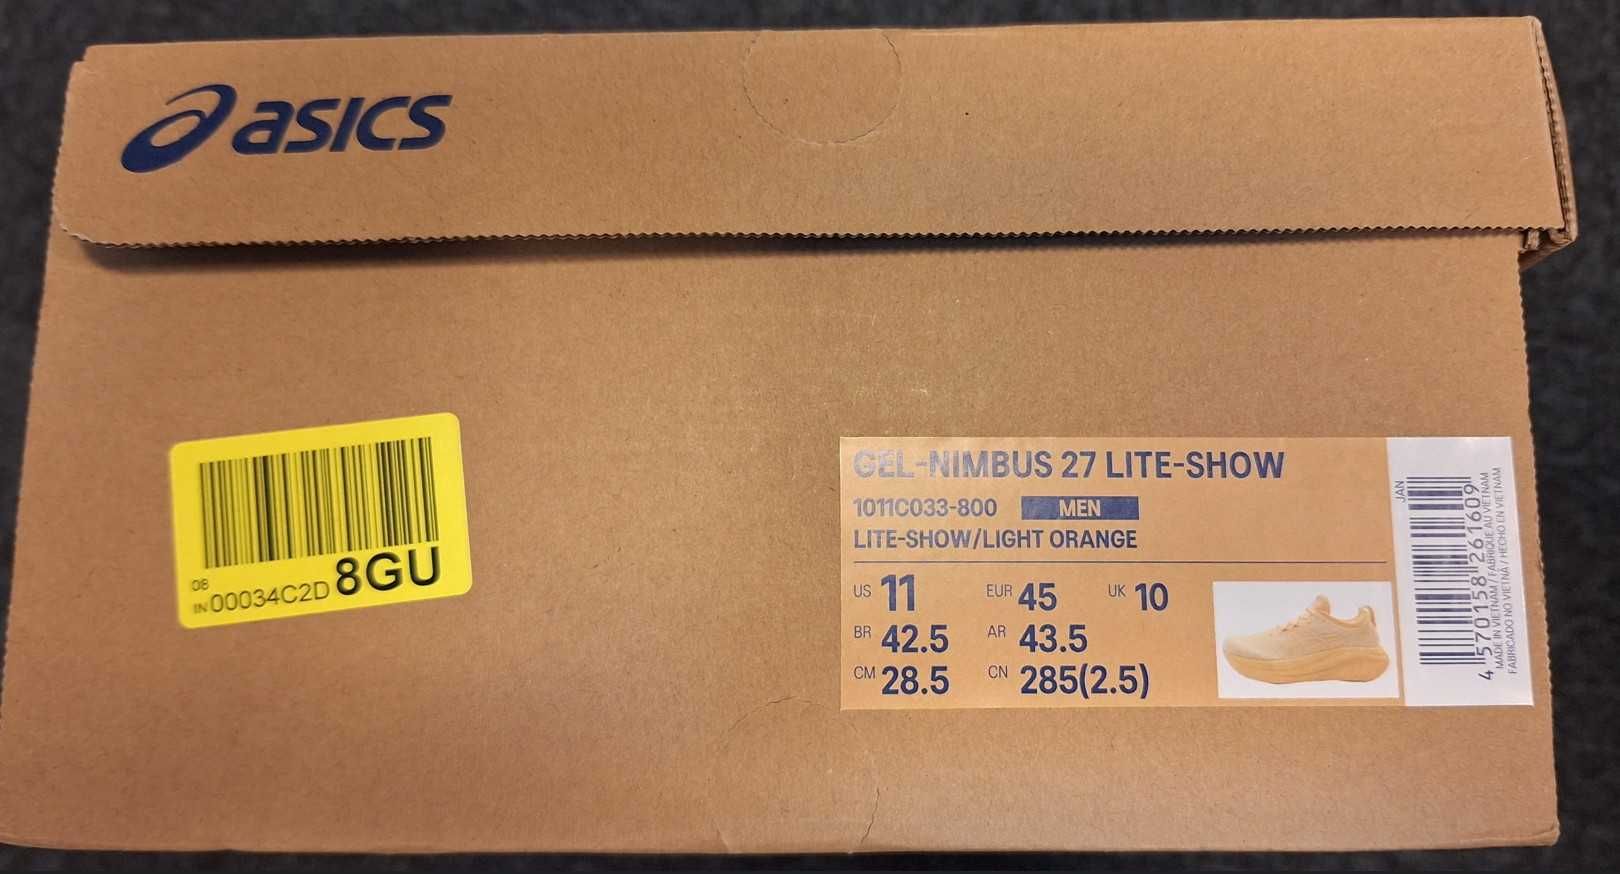 asics
08
IN 00034C2D 8GU
GEL-NIMBUS 27 LITE-SHOW
1011C033-800 MEN
LITE-SHOW/LIGHT ORANGE
US 11 EUR 45 UK 10
BR 42.5 AR 43.5
CM 28.5 CN 285(2.5)
JAN
4 570158 261609
MADE IN VIETNAM / FABRIQUÉ AU VIETNAM
FABRICADO NO VIETNÃ / HECHO EN VIETNAM